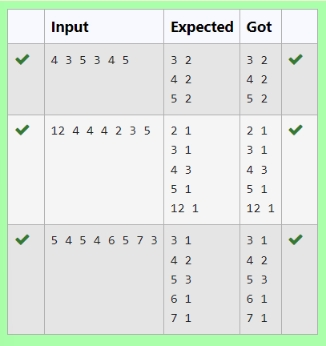 Input Expected Got
4 3 5 3 4 5 3 2 3 2
4 2 4 2
5 2 5 2
12 4 4 4 2 3 5 2 1 2 1
3 1 3 1
4 3 4 3
5 1 5 1
12 1 12 1
5 4 5 4 6 5 7 3 3 1 3 1
4 2 4 2
5 3 5 3
6 1 6 1
7 1 7 1